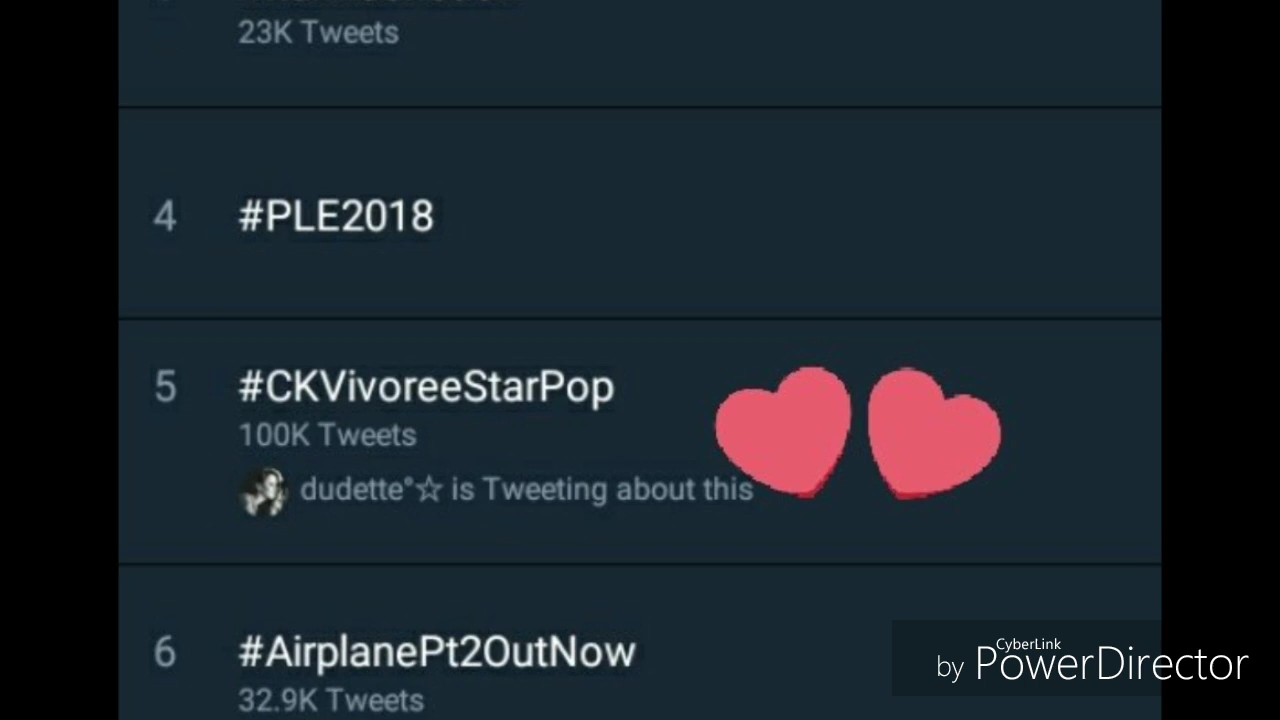 23K Tweets
4 #PLE2018
5 #CKVivoreeStarPop
100K Tweets
dudette°☆ is Tweeting about this
6 #AirplanePt2OutNow
32.9K Tweets
CyberLink
by PowerDirector